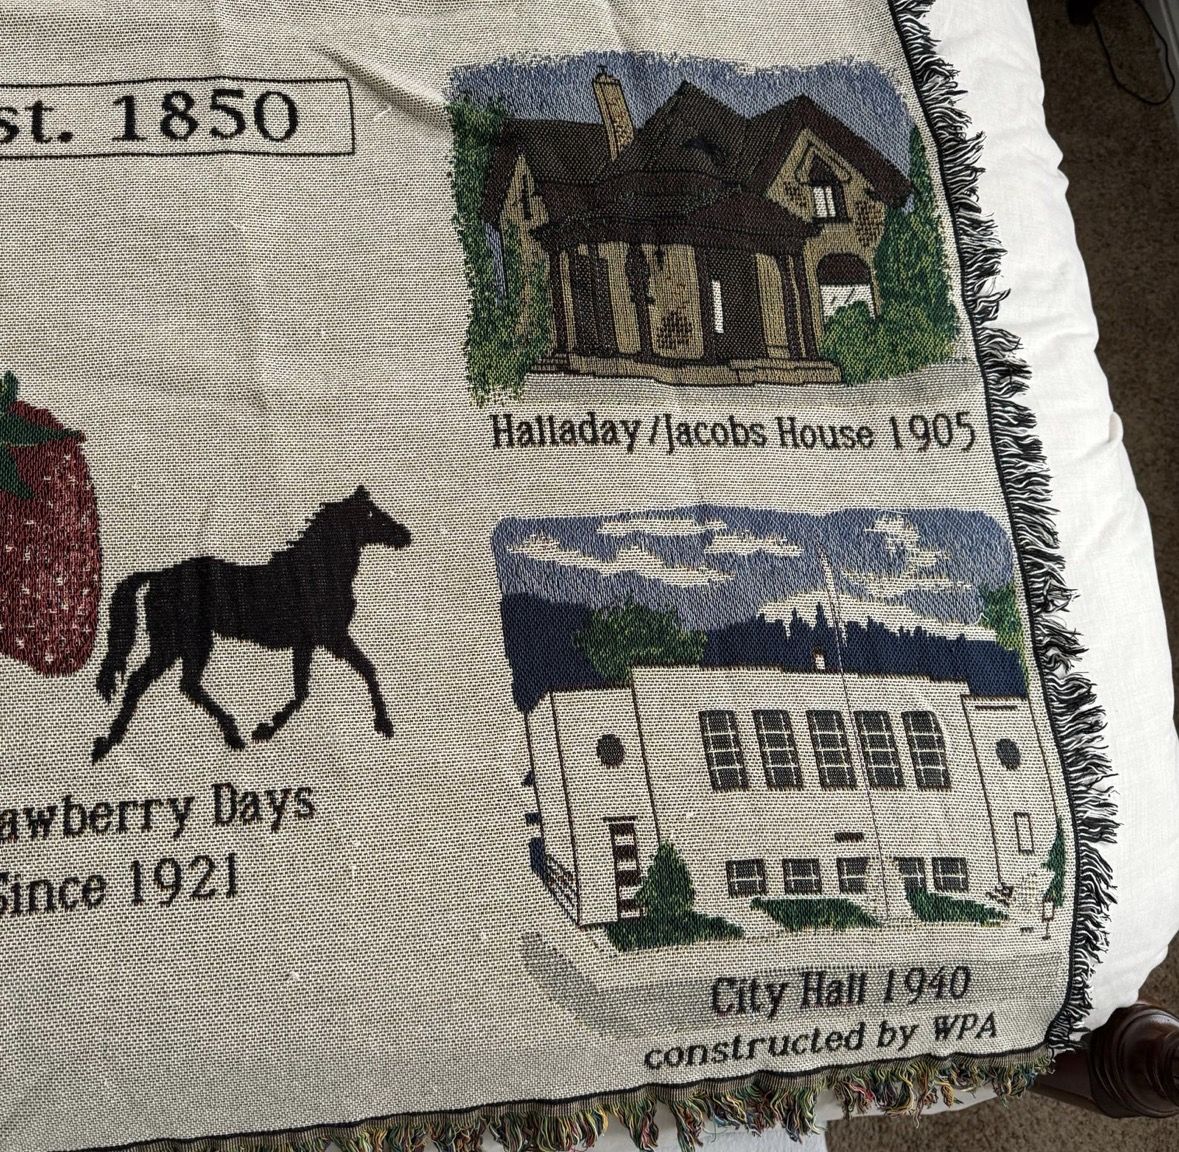 st. 1850
Halladay/Jacobs House 1905
awberry Days
Since 1921
City Hall 1940
constructed by WPA